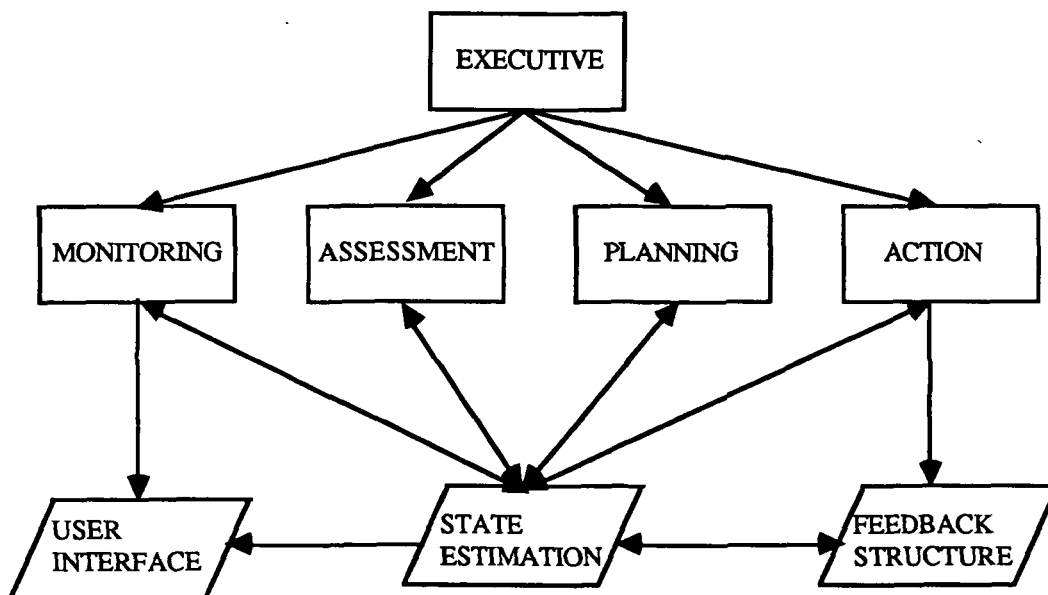 EXECUTIVE
MONITORING
ASSESSMENT
PLANNING
ACTION
USER
INTERFACE
STATE
ESTIMATION
FEEDBACK
STRUCTURE